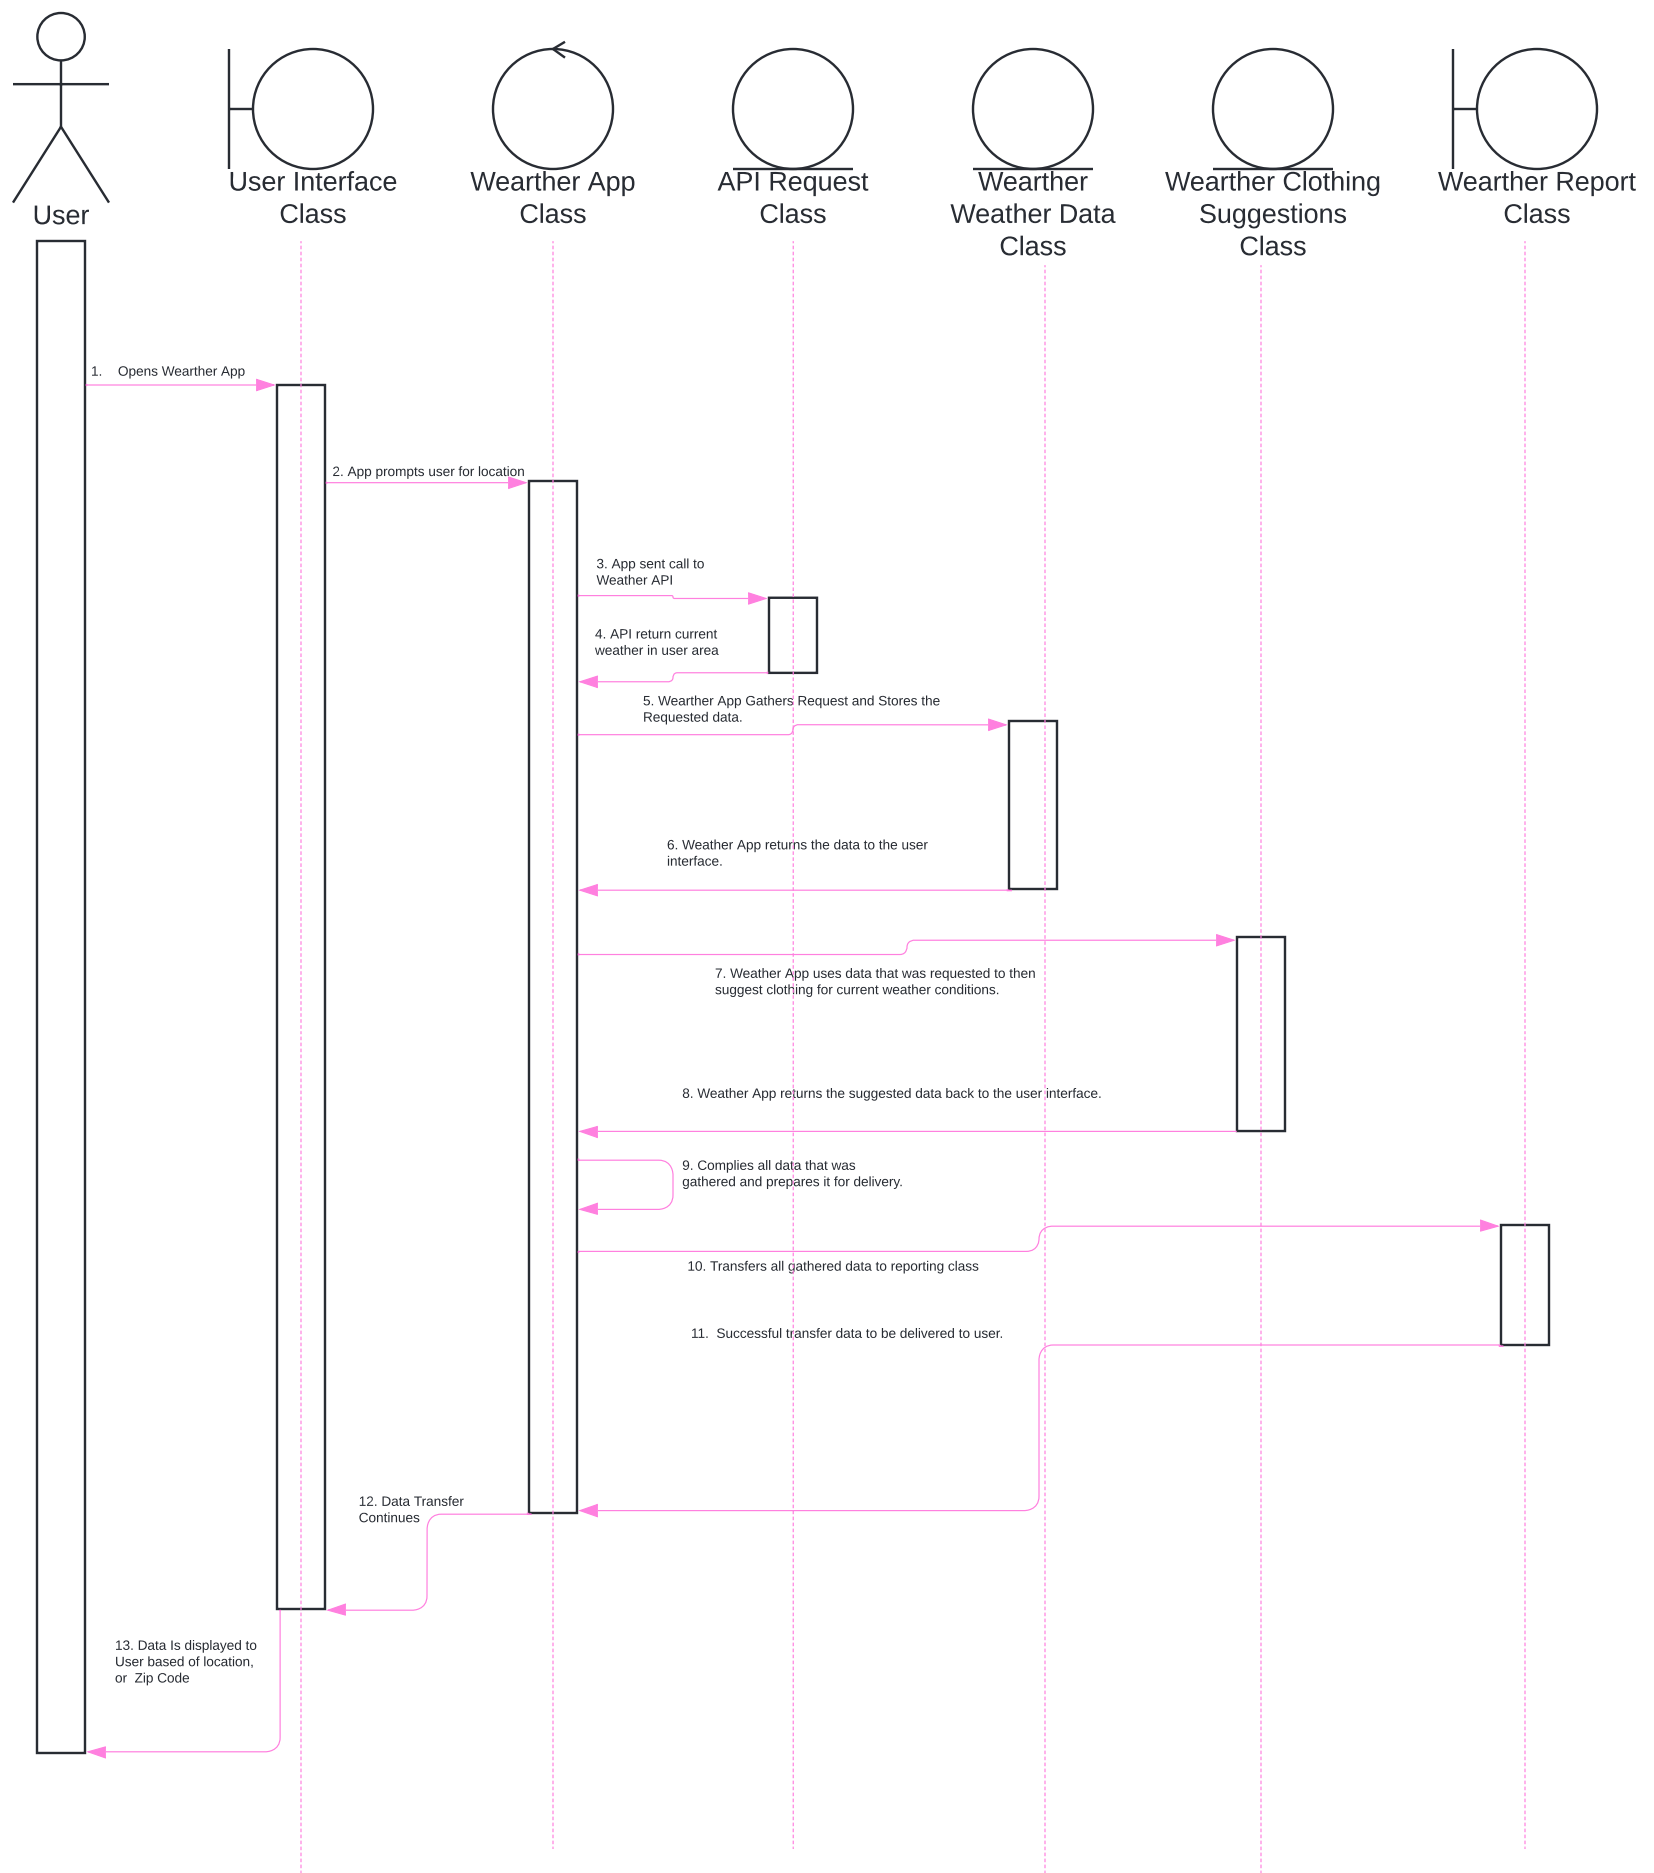 User
User Interface
Class
Wearther App
Class
API Request
Class
Wearther
Weather Data
Class
Wearther Clothing
Suggestions
Class
Wearther Report
Class
1.    Opens Wearther App
2. App prompts user for location
3. App sent call to
Weather API
4. API return current
weather in user area
5. Wearther App Gathers Request and Stores the
Requested data.
6. Weather App returns the data to the user
interface.
7. Weather App uses data that was requested to then
suggest clothing for current weather conditions.
8. Weather App returns the suggested data back to the user interface.
9. Complies all data that was
gathered and prepares it for delivery.
10. Transfers all gathered data to reporting class
11.  Successful transfer data to be delivered to user.
12. Data Transfer
Continues
13. Data Is displayed to
User based of location,
or  Zip Code